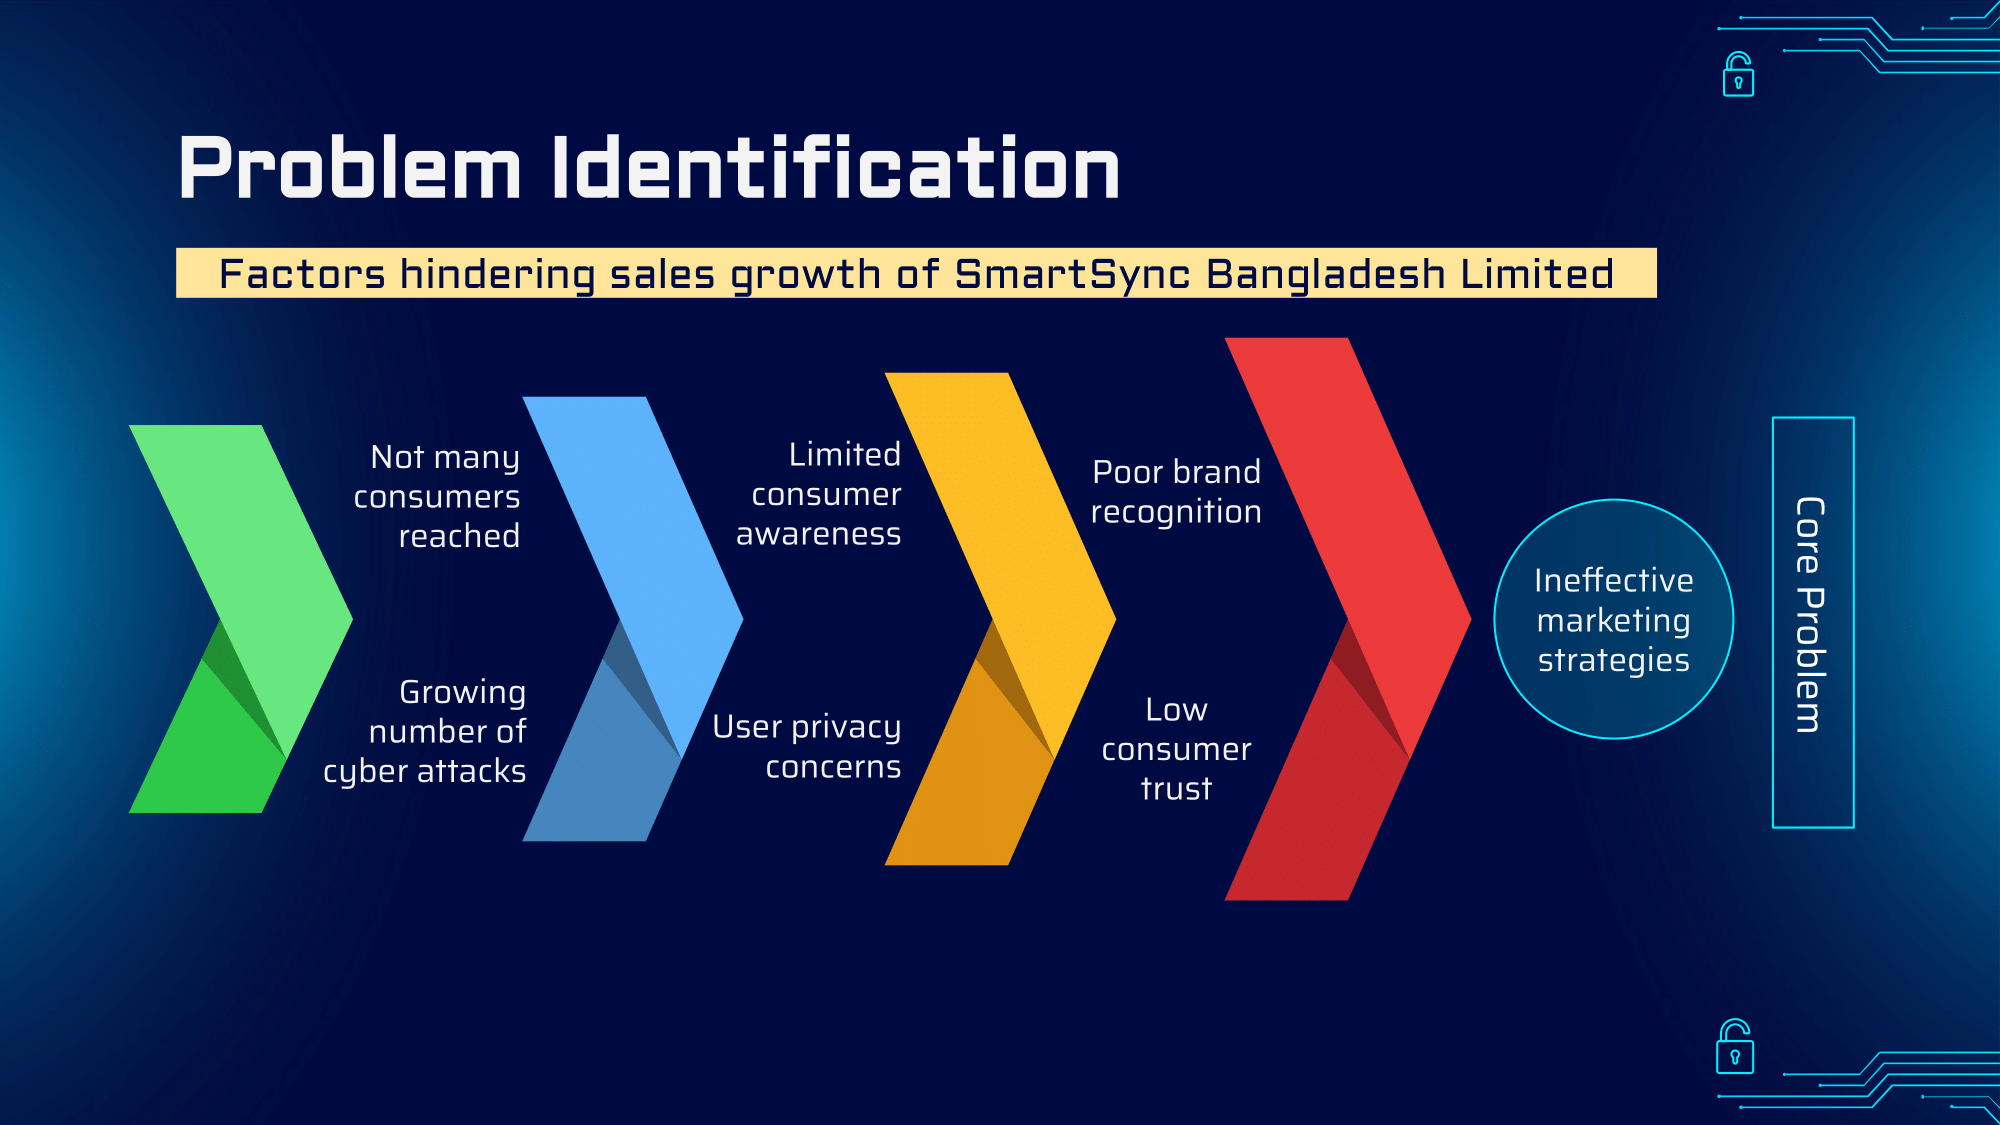 Problem Identification
Factors hindering sales growth of SmartSync Bangladesh Limited
Not many
consumers
reached
Growing
number of
cyber attacks
Limited
consumer
awareness
User privacy
concerns
Poor brand
recognition
Low
consumer
trust
Ineffective
marketing
strategies
Core Problem